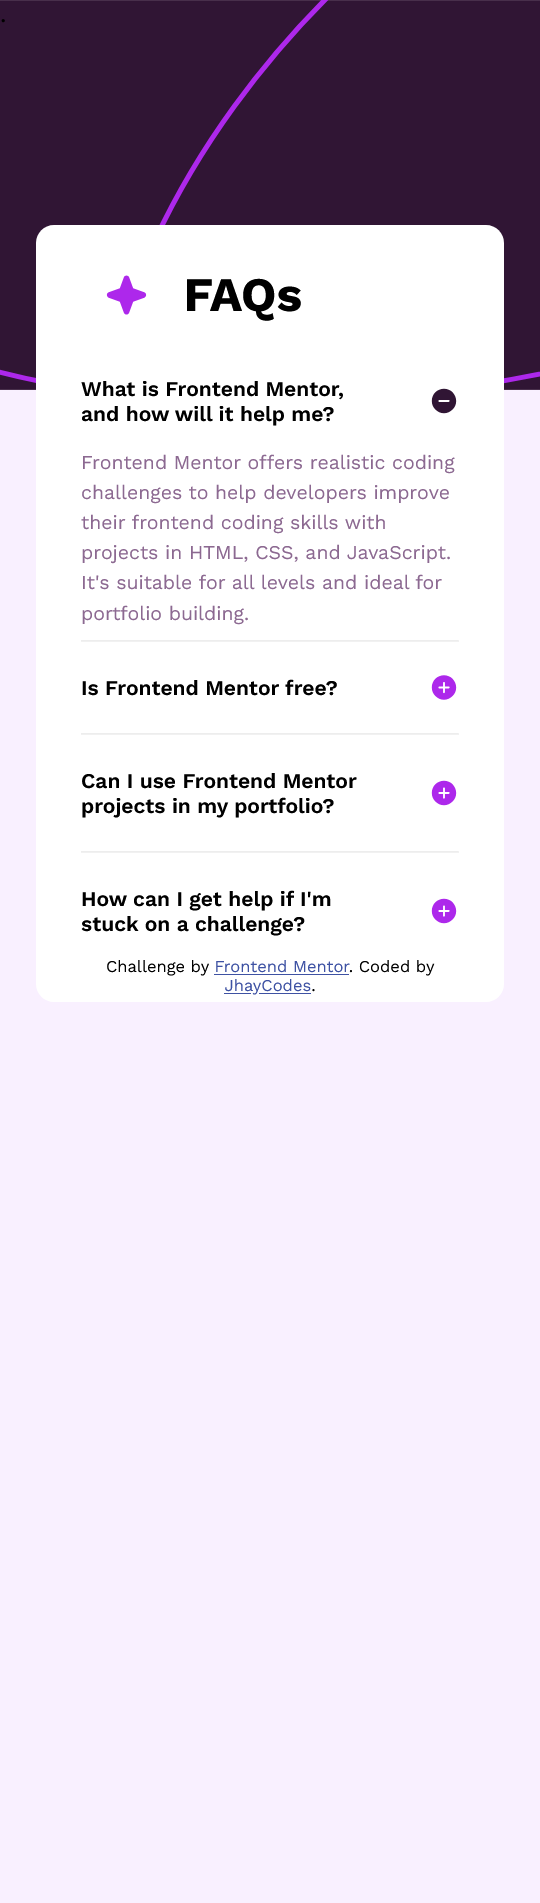 .
FAQs
What is Frontend Mentor,
and how will it help me?
Frontend Mentor offers realistic coding
challenges to help developers improve
their frontend coding skills with
projects in HTML, CSS, and JavaScript.
It's suitable for all levels and ideal for
portfolio building.
Is Frontend Mentor free?
Can I use Frontend Mentor
projects in my portfolio?
How can I get help if I'm
stuck on a challenge?
Challenge by Frontend Mentor. Coded by
JhayCodes.